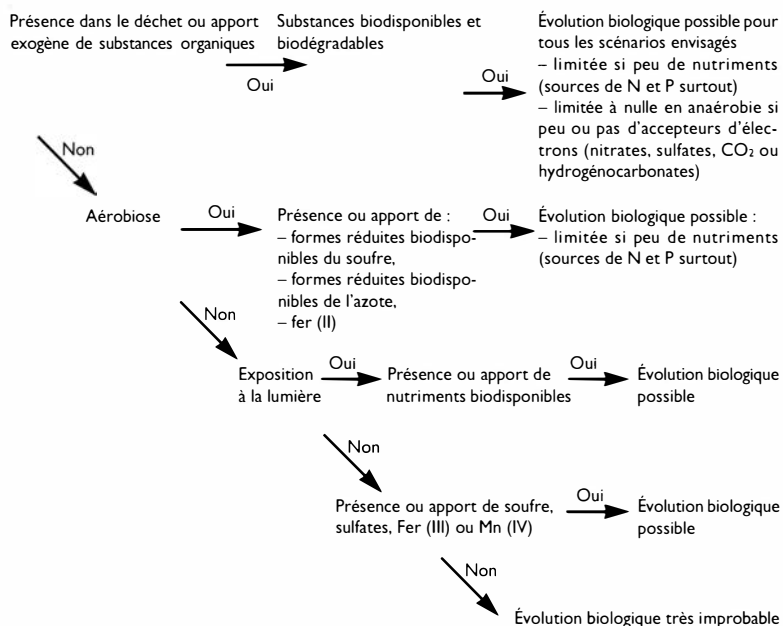 Présence dans le déchet ou apport
exogène de substances organiques
Oui
Substances biodisponibles et
biodégradables
Oui
Évolution biologique possible pour
tous les scénarios envisagés
– limitée si peu de nutriments
(sources de N et P surtout)
– limitée à nulle en anaérobie si
peu ou pas d'accepteurs d'élec-
trons (nitrates, sulfates, CO₂ ou
hydrogénocarbonates)
Non
Aérobiose
Oui
Présence ou apport de :
– formes réduites biodispo-
nibles du soufre,
– formes réduites biodispo-
nibles de l'azote,
– fer (II)
Oui
Évolution biologique possible :
– limitée si peu de nutriments
(sources de N et P surtout)
Non
Exposition
à la lumière
Oui
Présence ou apport de
nutriments biodisponibles
Oui
Évolution biologique
possible
Non
Présence ou apport de soufre,
sulfates, Fer (III) ou Mn (IV)
Oui
Évolution biologique
possible
Non
Évolution biologique très improbable